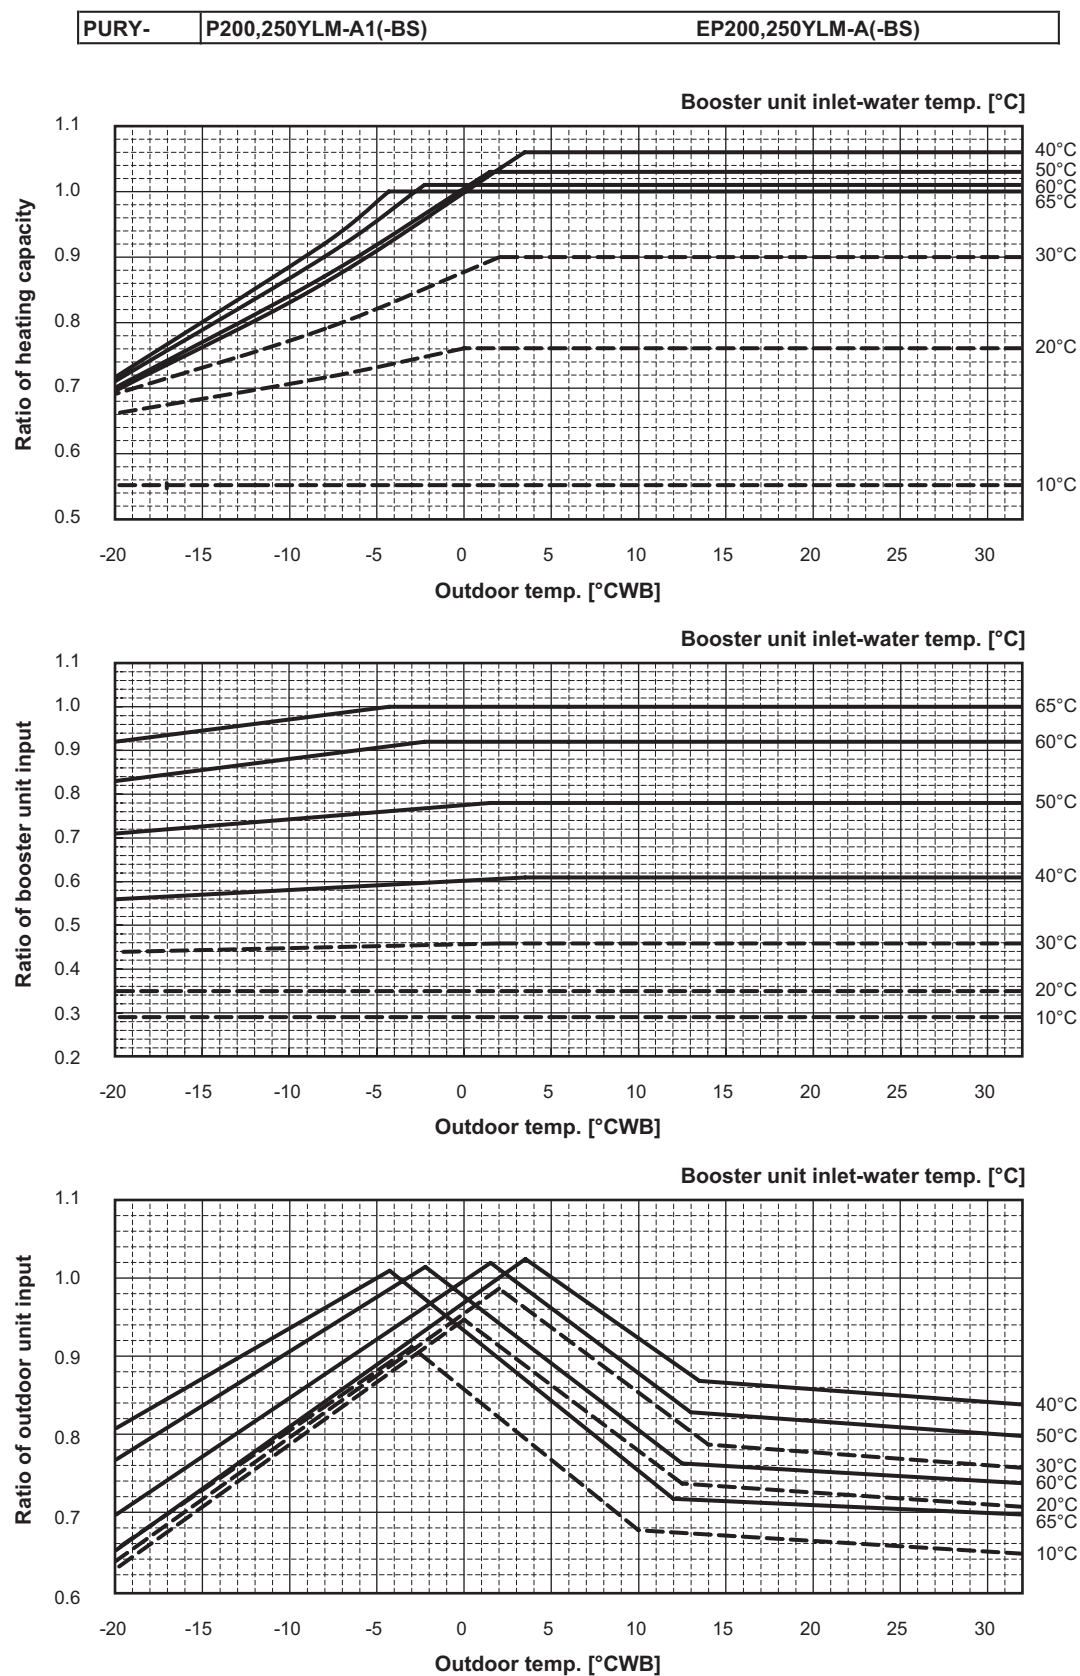 PURY- P200,250YLM-A1(-BS) EP200,250YLM-A(-BS)
Booster unit inlet-water temp. [°C]
Ratio of heating capacity
1.1
1.0
0.9
0.8
0.7
0.6
0.5
40°C
50°C
60°C
65°C
30°C
20°C
10°C
-20 -15 -10 -5 0 5 10 15 20 25 30
Outdoor temp. [°CWB]
Booster unit inlet-water temp. [°C]
Ratio of booster unit input
1.1
1.0
0.9
0.8
0.7
0.6
0.5
0.4
0.3
0.2
65°C
60°C
50°C
40°C
30°C
20°C
10°C
-20 -15 -10 -5 0 5 10 15 20 25 30
Outdoor temp. [°CWB]
Booster unit inlet-water temp. [°C]
Ratio of outdoor unit input
1.1
1.0
0.9
0.8
0.7
0.6
40°C
50°C
30°C
60°C
20°C
65°C
10°C
-20 -15 -10 -5 0 5 10 15 20 25 30
Outdoor temp. [°CWB]